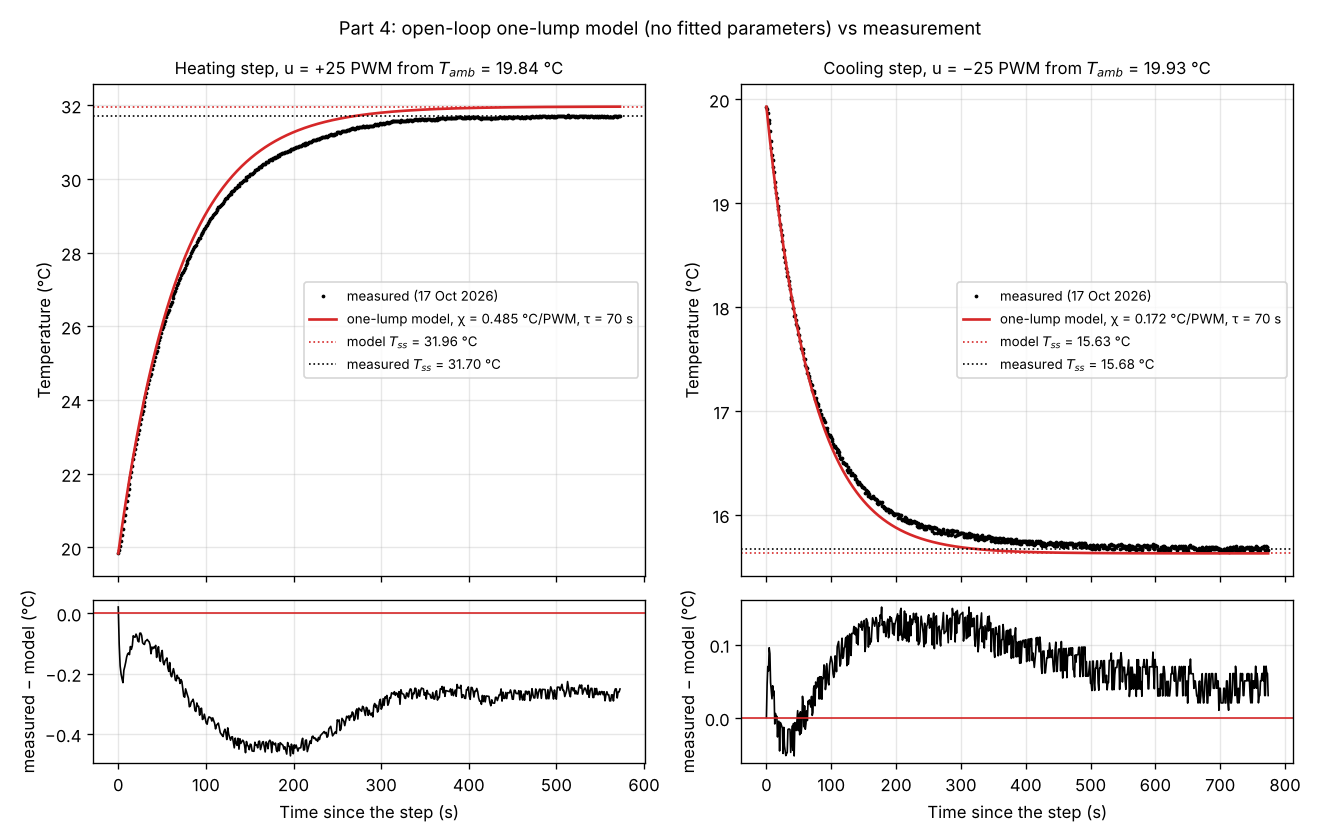 Part 4: open-loop one-lump model (no fitted parameters) vs measurement
Heating step, u = +25 PWM from T_amb = 19.84 °C
Temperature (°C)
32
30
28
26
24
22
20
measured (17 Oct 2026)
one-lump model, χ = 0.485 °C/PWM, τ = 70 s
model T_ss = 31.96 °C
measured T_ss = 31.70 °C
measured − model (°C)
0.0
−0.2
−0.4
0 100 200 300 400 500 600
Time since the step (s)
Cooling step, u = −25 PWM from T_amb = 19.93 °C
Temperature (°C)
20
19
18
17
16
measured (17 Oct 2026)
one-lump model, χ = 0.172 °C/PWM, τ = 70 s
model T_ss = 15.63 °C
measured T_ss = 15.68 °C
measured − model (°C)
0.1
0.0
0 100 200 300 400 500 600 700 800
Time since the step (s)